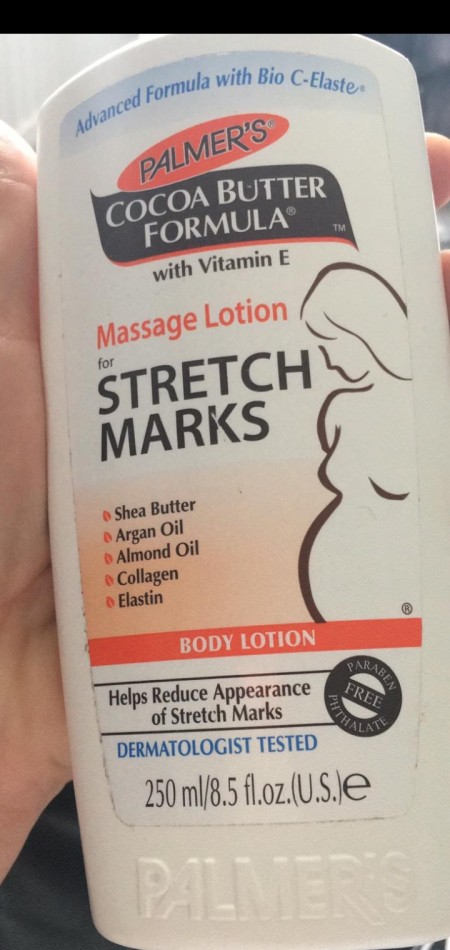 Advanced Formula with Bio C-Elaste®
PALMER'S®
COCOA BUTTER
FORMULA®
TM
with Vitamin E
Massage Lotion
for
STRETCH
MARKS
Shea Butter
Argan Oil
Almond Oil
Collagen
Elastin
®
BODY LOTION
Helps Reduce Appearance
of Stretch Marks
PARABEN
FREE
PHTHALATE
DERMATOLOGIST TESTED
250 ml/8.5 fl.oz.(U.S.)℮
PALMER'S